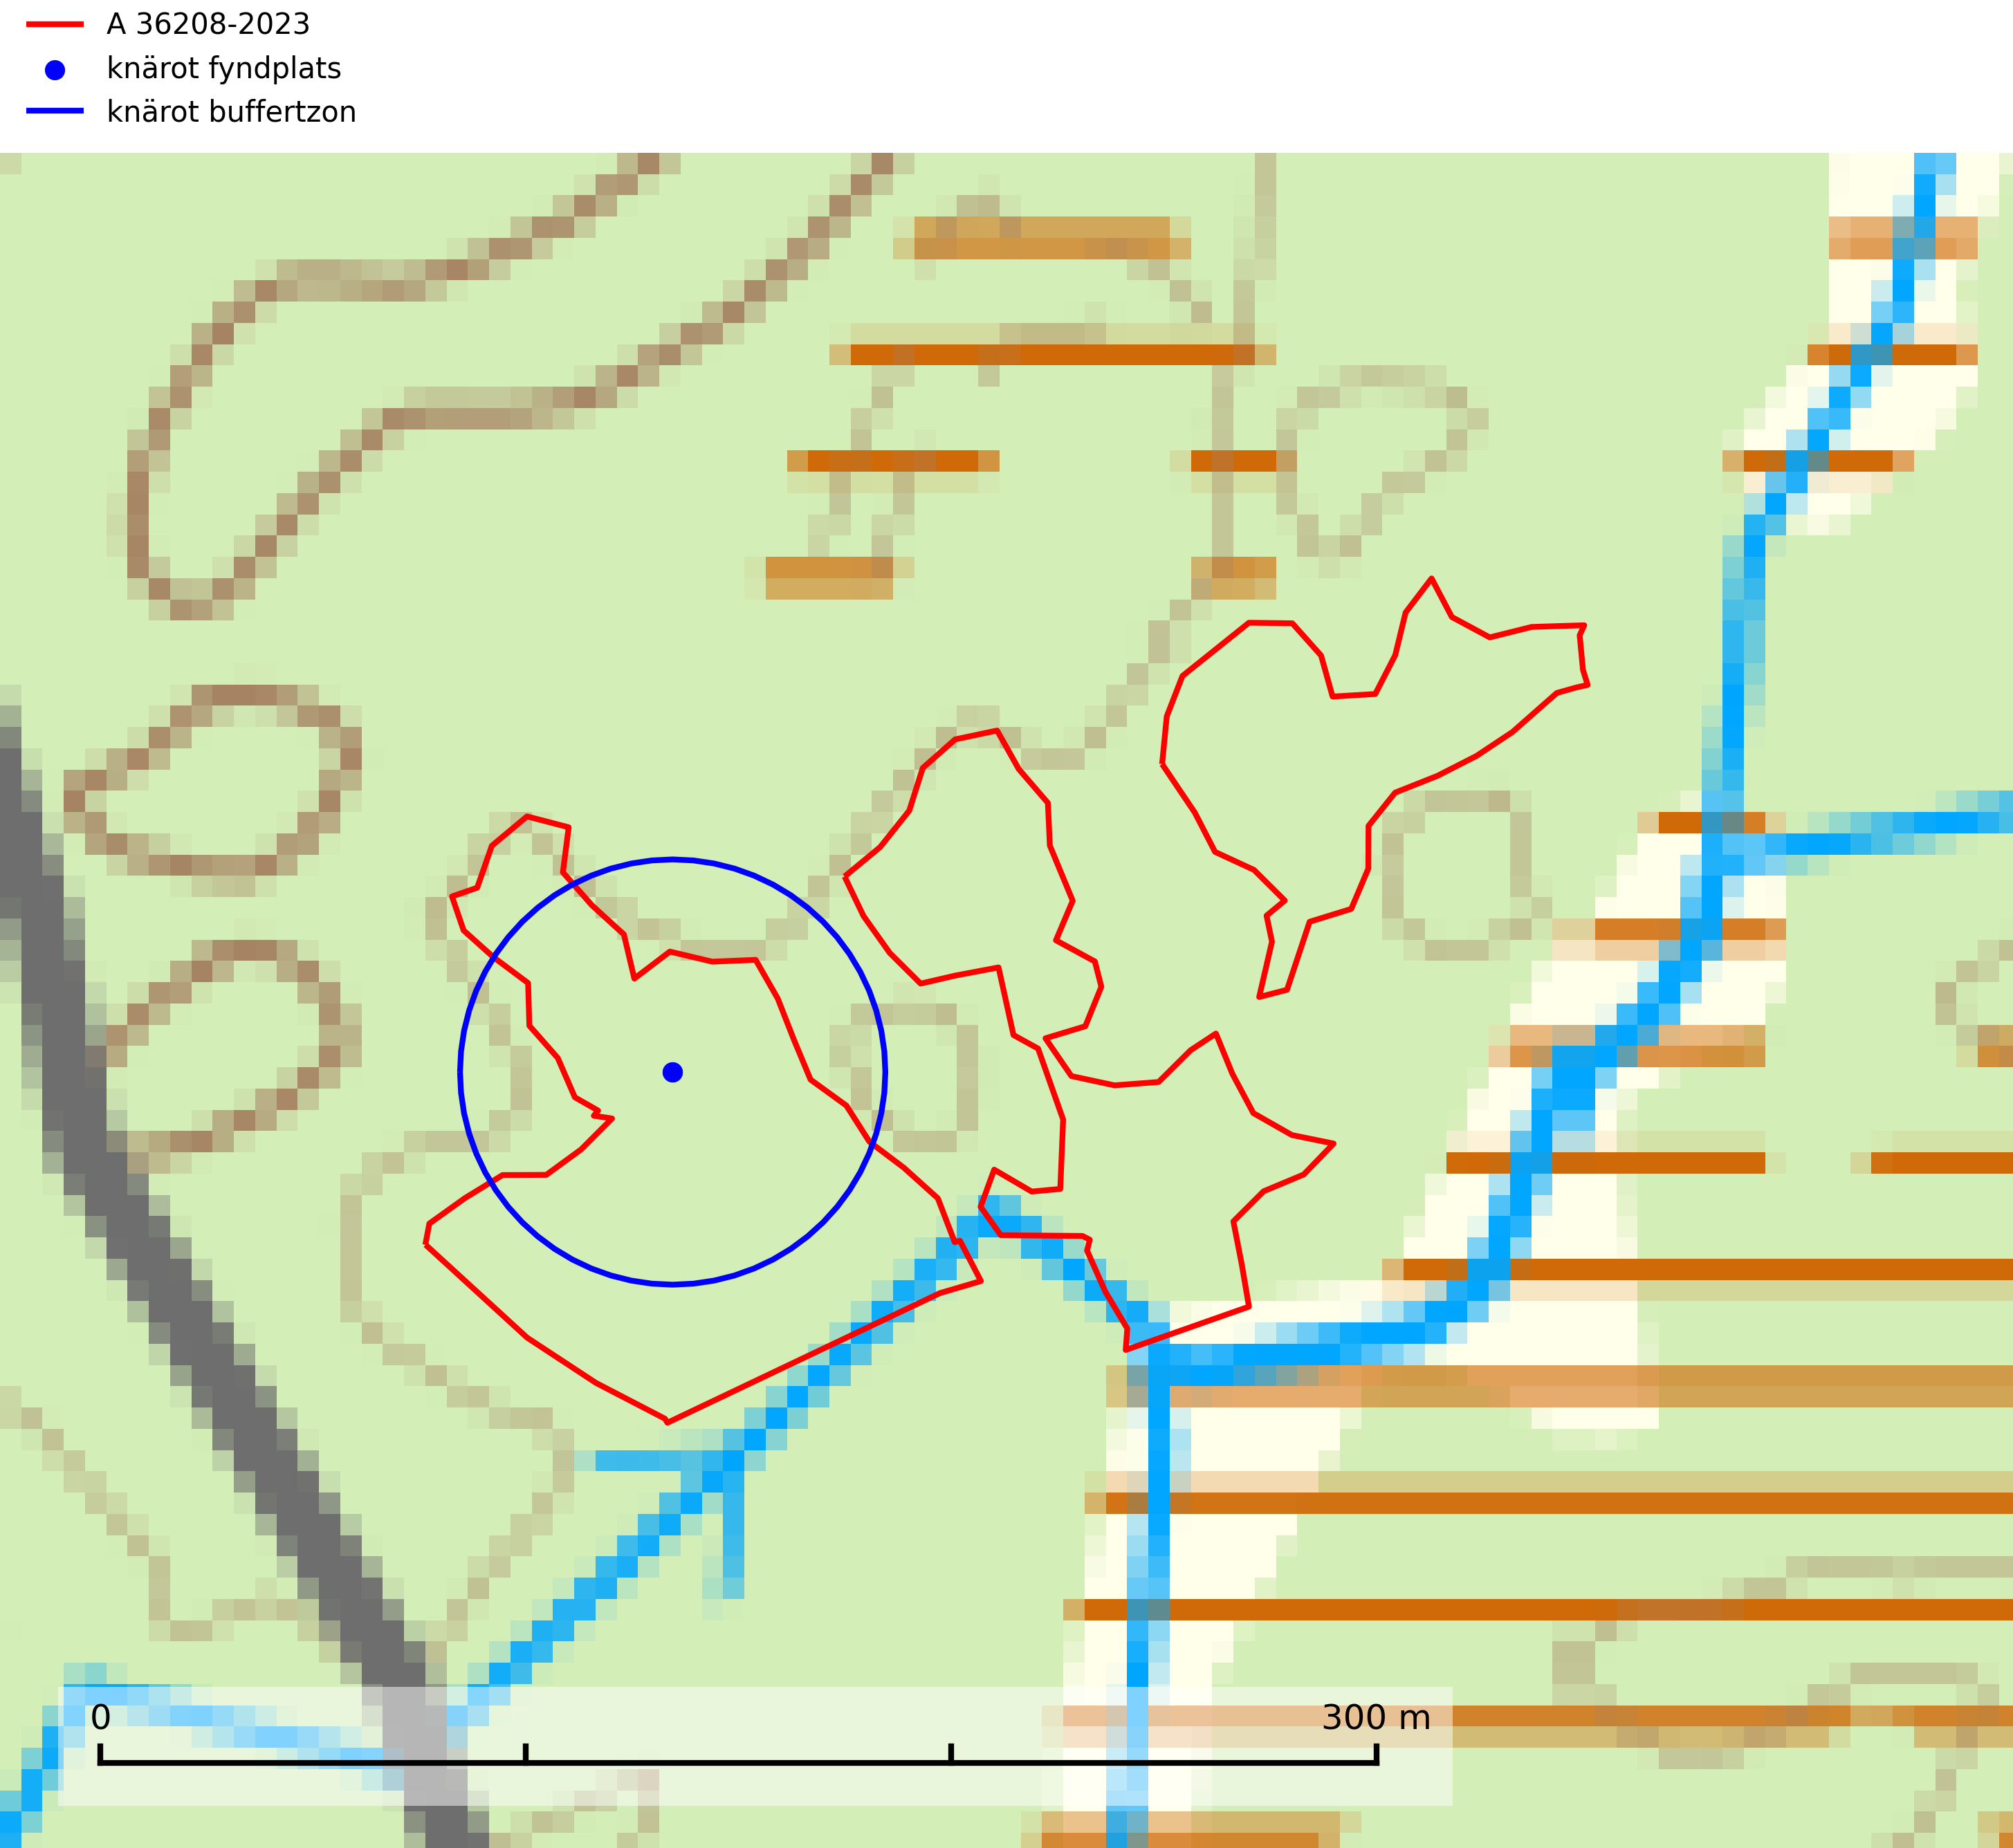 A 36208-2023
knärot fyndplats
knärot buffertzon
0 300 m